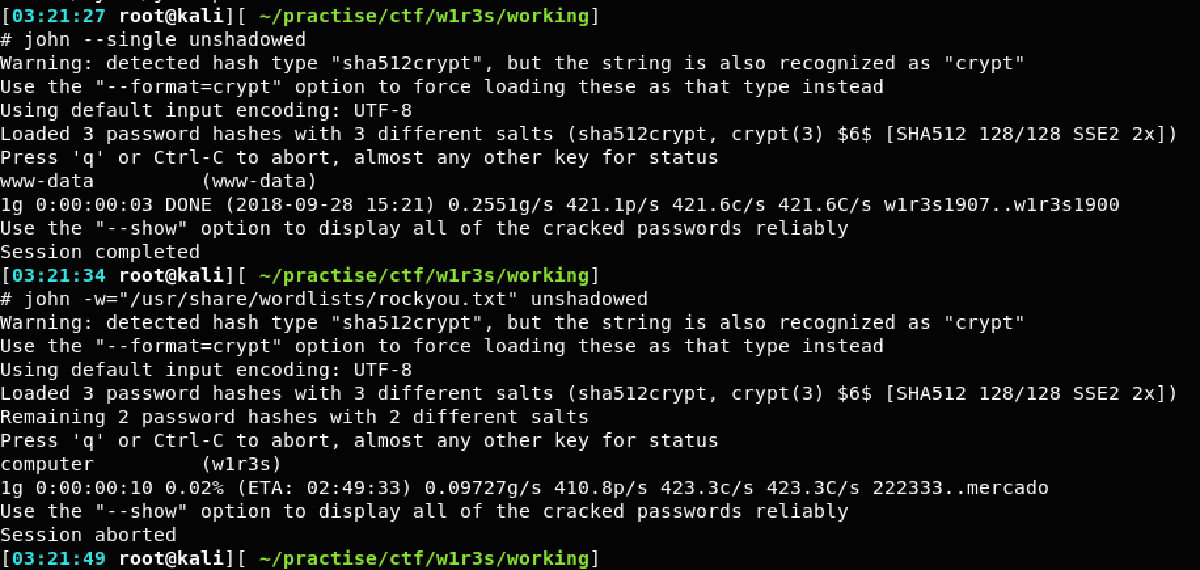 [03:21:27 root@kali][ ~/practise/ctf/w1r3s/working]
# john --single unshadowed
Warning: detected hash type "sha512crypt", but the string is also recognized as "crypt"
Use the "--format=crypt" option to force loading these as that type instead
Using default input encoding: UTF-8
Loaded 3 password hashes with 3 different salts (sha512crypt, crypt(3) $6$ [SHA512 128/128 SSE2 2x])
Press 'q' or Ctrl-C to abort, almost any other key for status
www-data         (www-data)
1g 0:00:00:03 DONE (2018-09-28 15:21) 0.2551g/s 421.1p/s 421.6c/s 421.6C/s w1r3s1907..w1r3s1900
Use the "--show" option to display all of the cracked passwords reliably
Session completed
[03:21:34 root@kali][ ~/practise/ctf/w1r3s/working]
# john -w="/usr/share/wordlists/rockyou.txt" unshadowed
Warning: detected hash type "sha512crypt", but the string is also recognized as "crypt"
Use the "--format=crypt" option to force loading these as that type instead
Using default input encoding: UTF-8
Loaded 3 password hashes with 3 different salts (sha512crypt, crypt(3) $6$ [SHA512 128/128 SSE2 2x])
Remaining 2 password hashes with 2 different salts
Press 'q' or Ctrl-C to abort, almost any other key for status
computer         (w1r3s)
1g 0:00:00:10 0.02% (ETA: 02:49:33) 0.09727g/s 410.8p/s 423.3c/s 423.3C/s 222333..mercado
Use the "--show" option to display all of the cracked passwords reliably
Session aborted
[03:21:49 root@kali][ ~/practise/ctf/w1r3s/working]